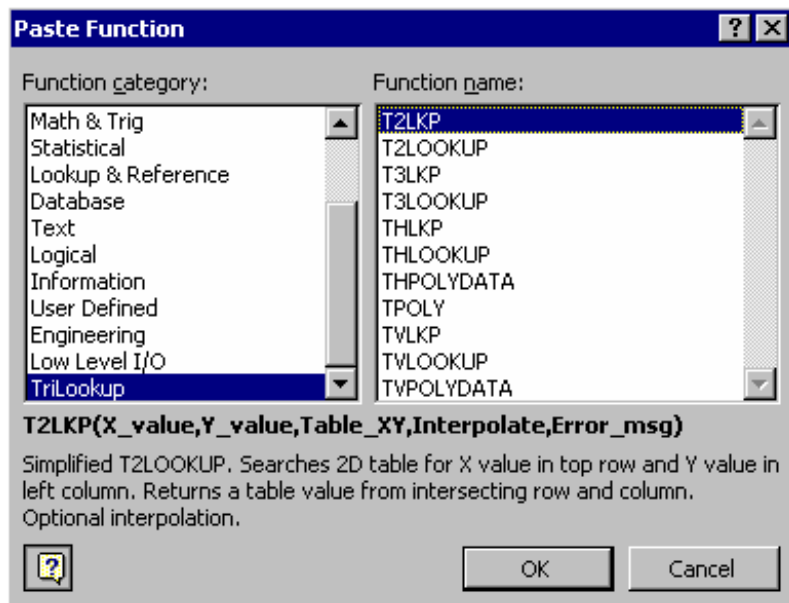 Paste Function
Function category:
Math & Trig
Statistical
Lookup & Reference
Database
Text
Logical
Information
User Defined
Engineering
Low Level I/O
TriLookup
Function name:
T2LKP
T2LOOKUP
T3LKP
T3LOOKUP
THLKP
THLOOKUP
THPOLYDATA
TPOLY
TVLKP
TVLOOKUP
TVPOLYDATA
T2LKP(X_value,Y_value,Table_XY,Interpolate,Error_msg)
Simplified T2LOOKUP. Searches 2D table for X value in top row and Y value in
left column. Returns a table value from intersecting row and column.
Optional interpolation.
OK
Cancel